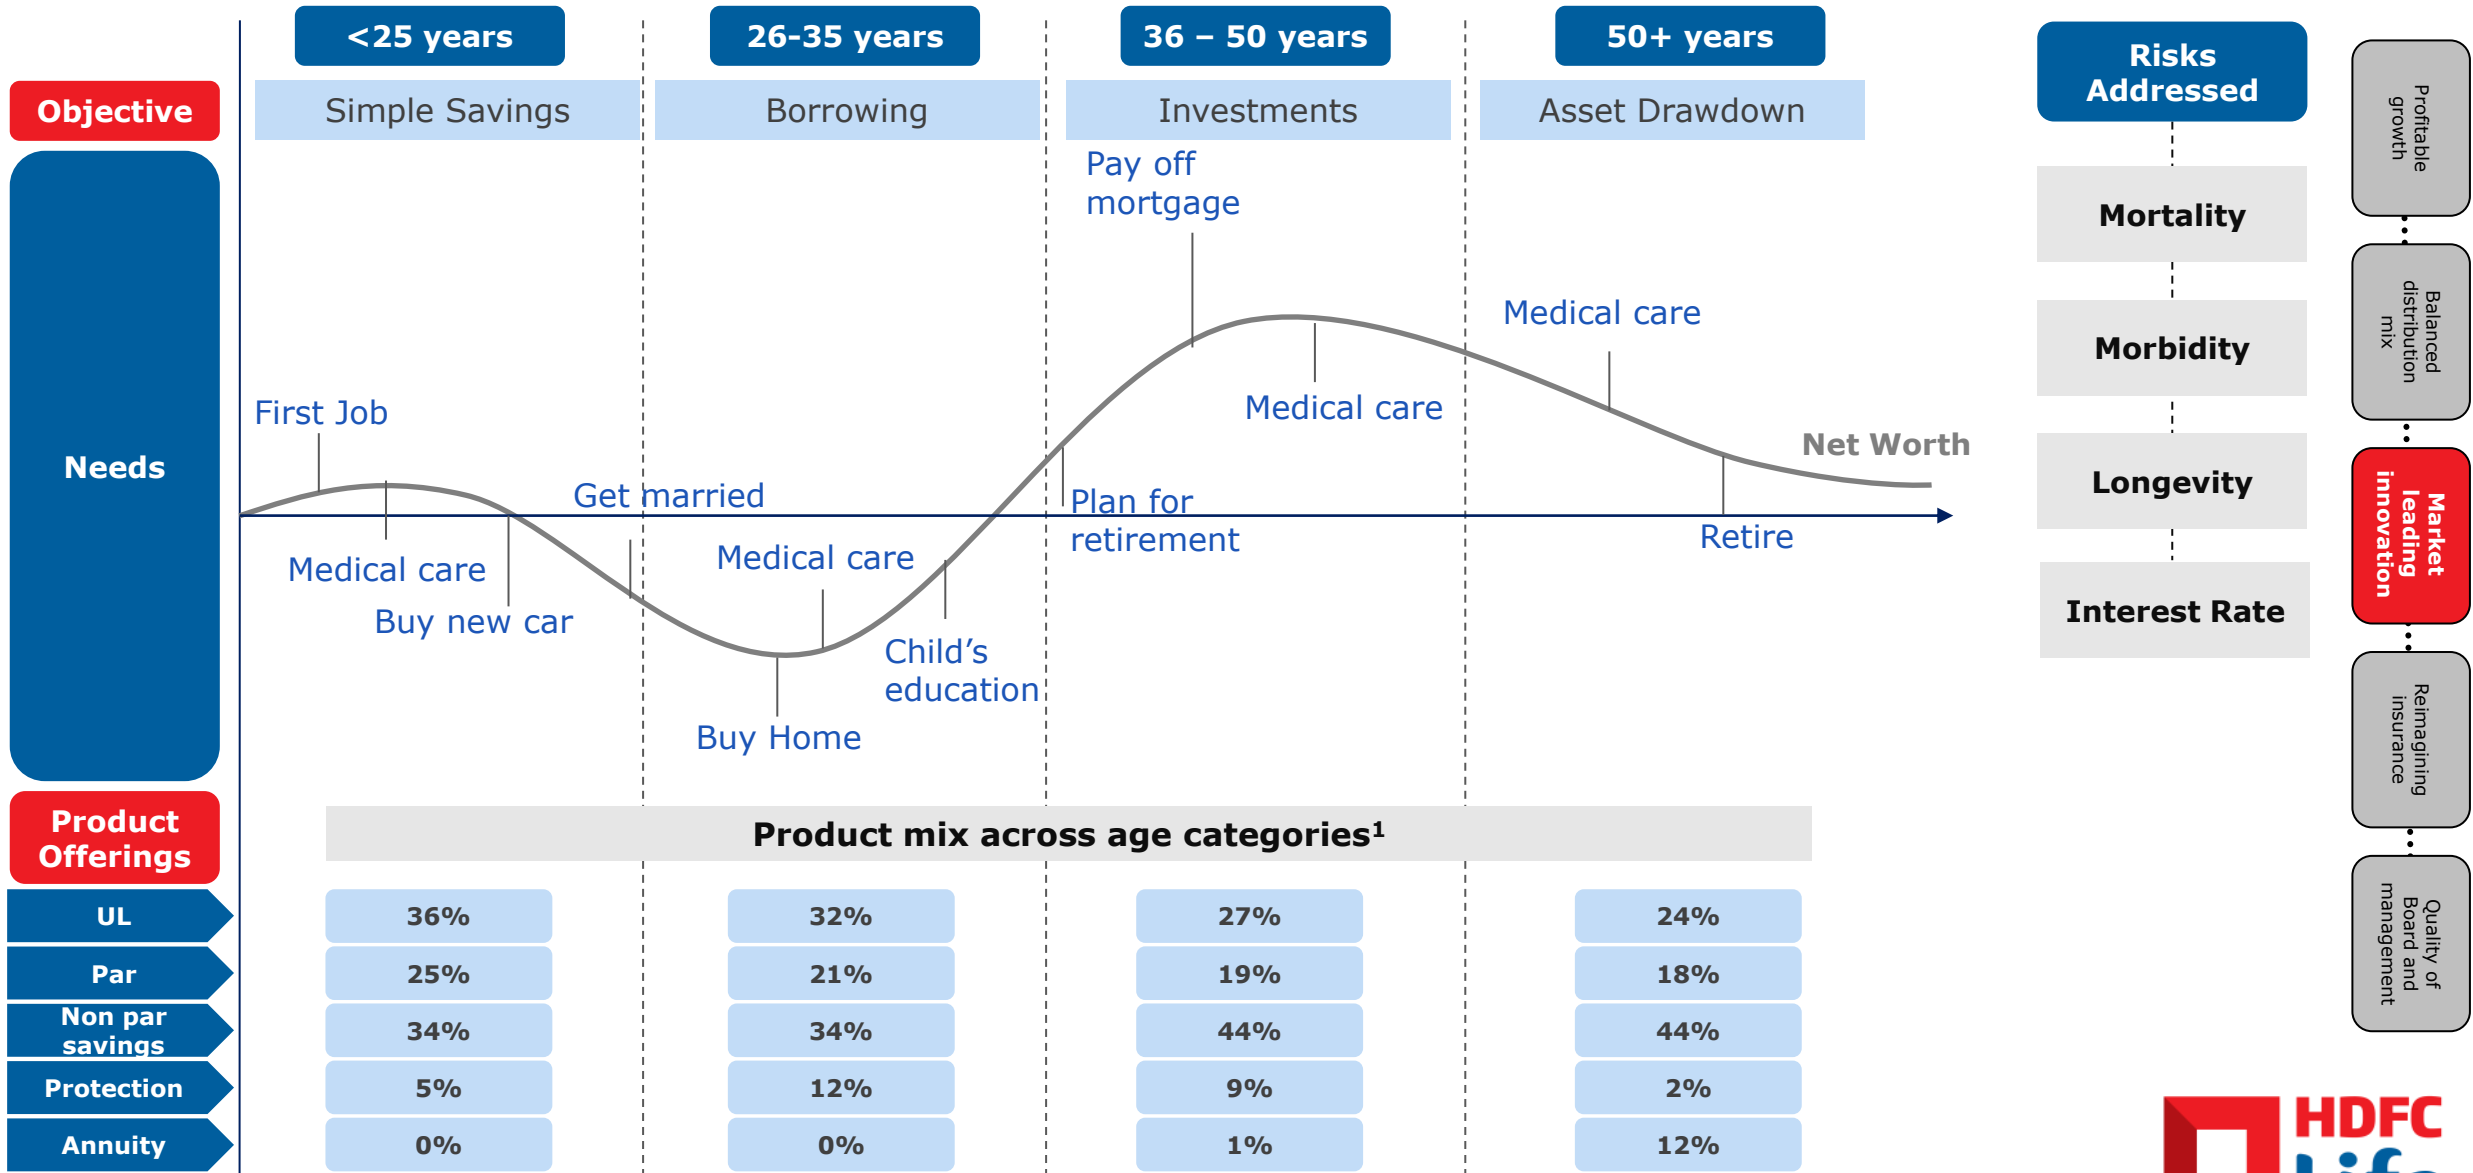 <25 years
26-35 years
36 – 50 years
50+ years
Objective
Simple Savings
Borrowing
Investments
Asset Drawdown
Needs
First Job
Medical care
Buy new car
Get married
Medical care
Buy Home
Child's
education
Pay off
mortgage
Plan for
retirement
Medical care
Medical care
Retire
Net Worth
Product
Offerings
Product mix across age categories¹
UL
36%
32%
27%
24%
Par
25%
21%
19%
18%
Non par
savings
34%
34%
44%
44%
Protection
5%
12%
9%
2%
Annuity
0%
0%
1%
12%
Risks
Addressed
Mortality
Morbidity
Longevity
Interest Rate
Profitable
growth
Balanced
distribution
mix
Market
leading
innovation
Reimagining
insurance
Quality of
Board and
management
HDFC
Life